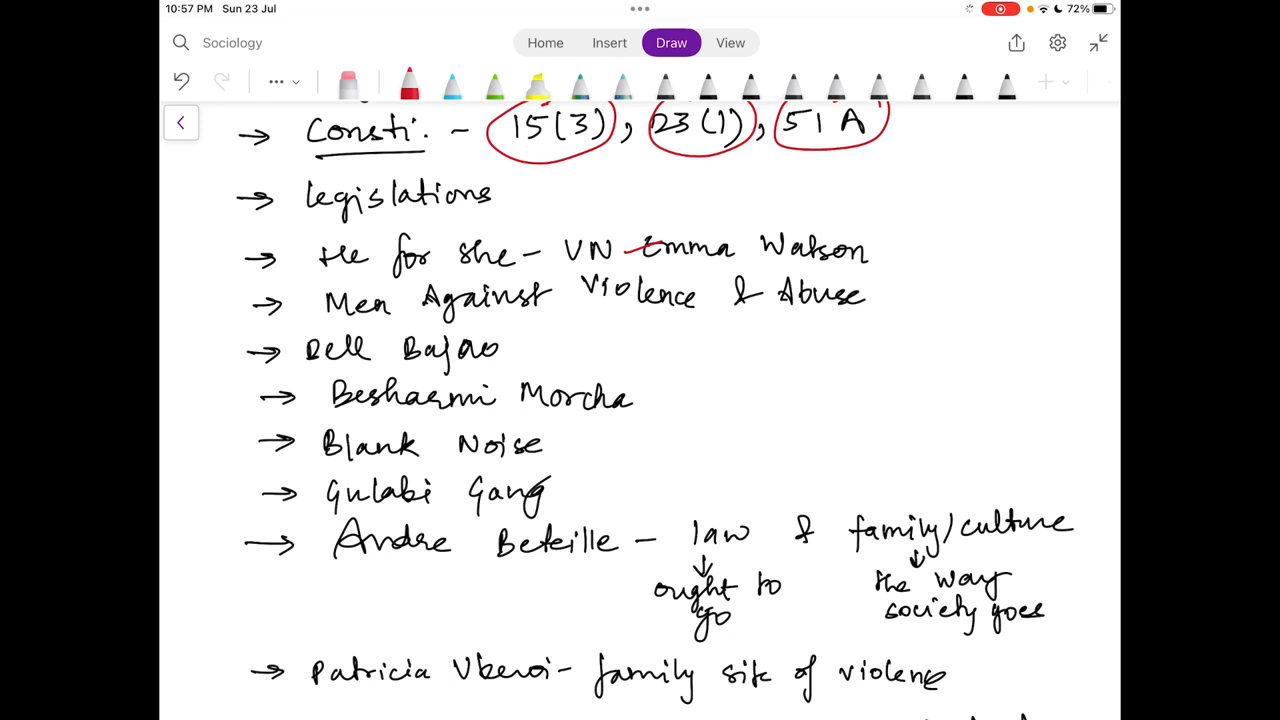 10:57 PM Sun 23 Jul 72%
Sociology Home Insert Draw View
→ Consti. - 15(3), 23(1), 51A
→ legislations
→ He for she - UN Emma Watson
→ Men Against Violence & Abuse
→ Bell Bajao
→ Besharmi Morcha
→ Blank Noise
→ Gulabi Gang
→ Andre Beteille - law & family/culture
↓ ↓
ought to go the way society goes
→ Patricia Uberoi - family site of violence